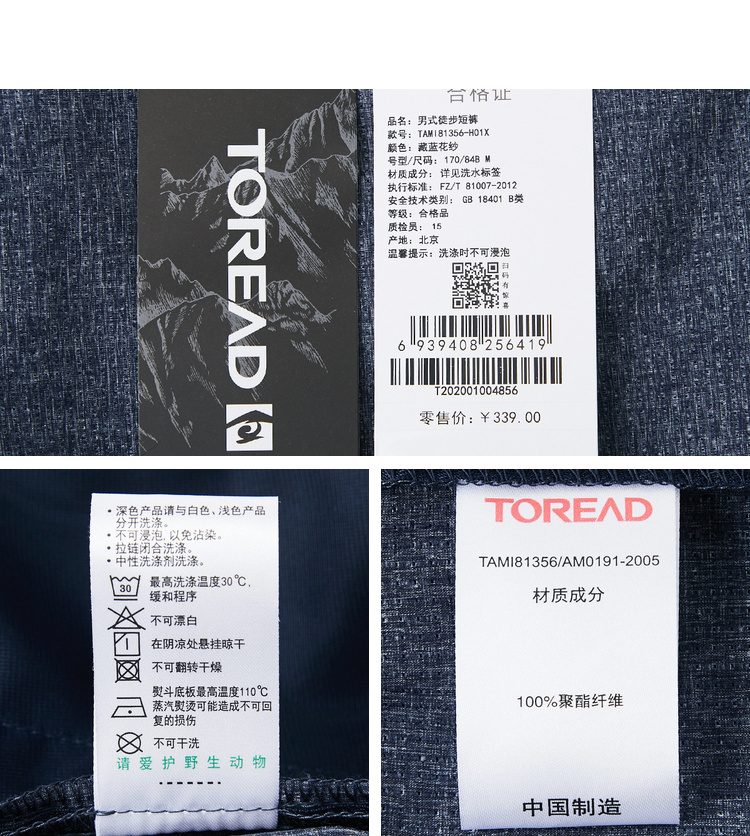 TOREAD
合格证
品名: 男式徒步短裤
款号: TAMI81356-H01X
颜色: 藏蓝花纱
号型/尺码: 170/84B M
材质成分: 详见洗水标签
执行标准: FZ/T 81007-2012
安全技术类别: GB 18401 B类
等级: 合格品
质检员: 15
产地: 北京
温馨提示: 洗涤时不可浸泡
扫码有惊喜
6 939408 256419
T202001004856
零售价: ¥339.00
• 深色产品请与白色、浅色产品
分开洗涤。
• 不可浸泡, 以免沾染。
• 拉链闭合洗涤。
• 中性洗涤剂洗涤。
30
最高洗涤温度30℃,
缓和程序
不可漂白
在阴凉处悬挂晾干
不可翻转干燥
熨斗底板最高温度110℃
蒸汽熨烫可能造成不可回
复的损伤
不可干洗
请爱护野生动物
TOREAD
TAMI81356/AM0191-2005
材质成分
100%聚酯纤维
中国制造